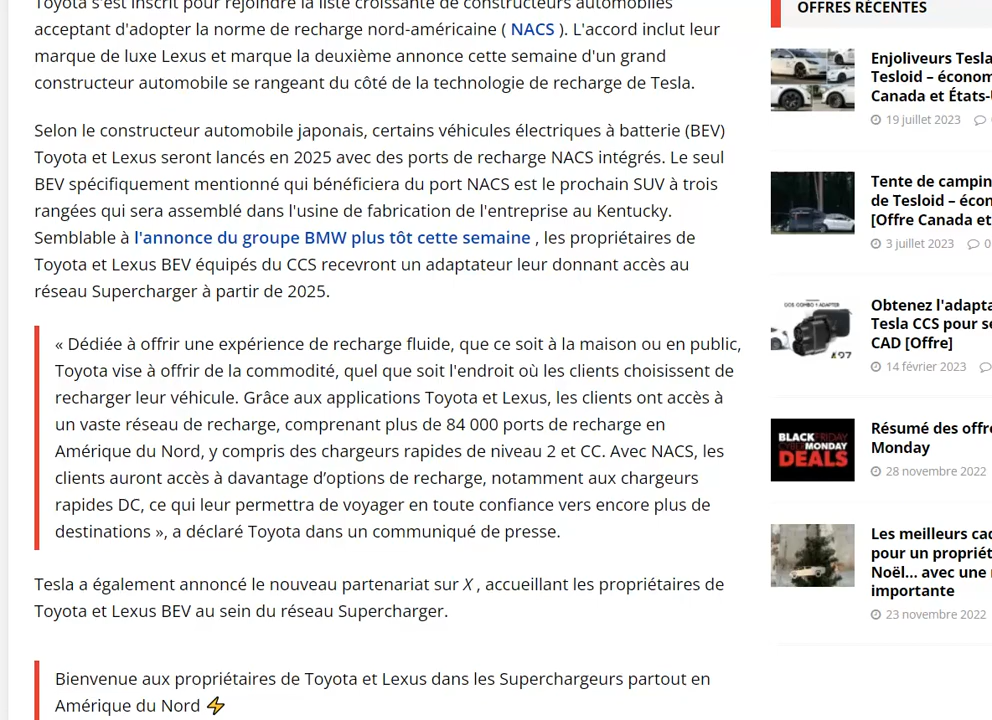 Toyota s'est inscrit pour rejoindre la liste croissante de constructeurs automobiles
acceptant d'adopter la norme de recharge nord-américaine ( NACS ). L'accord inclut leur
marque de luxe Lexus et marque la deuxième annonce cette semaine d'un grand
constructeur automobile se rangeant du côté de la technologie de recharge de Tesla.
Selon le constructeur automobile japonais, certains véhicules électriques à batterie (BEV)
Toyota et Lexus seront lancés en 2025 avec des ports de recharge NACS intégrés. Le seul
BEV spécifiquement mentionné qui bénéficiera du port NACS est le prochain SUV à trois
rangées qui sera assemblé dans l'usine de fabrication de l'entreprise au Kentucky.
Semblable à l'annonce du groupe BMW plus tôt cette semaine , les propriétaires de
Toyota et Lexus BEV équipés du CCS recevront un adaptateur leur donnant accès au
réseau Supercharger à partir de 2025.
« Dédiée à offrir une expérience de recharge fluide, que ce soit à la maison ou en public,
Toyota vise à offrir de la commodité, quel que soit l'endroit où les clients choisissent de
recharger leur véhicule. Grâce aux applications Toyota et Lexus, les clients ont accès à
un vaste réseau de recharge, comprenant plus de 84 000 ports de recharge en
Amérique du Nord, y compris des chargeurs rapides de niveau 2 et CC. Avec NACS, les
clients auront accès à davantage d’options de recharge, notamment aux chargeurs
rapides DC, ce qui leur permettra de voyager en toute confiance vers encore plus de
destinations », a déclaré Toyota dans un communiqué de presse.
Tesla a également annoncé le nouveau partenariat sur X , accueillant les propriétaires de
Toyota et Lexus BEV au sein du réseau Supercharger.
Bienvenue aux propriétaires de Toyota et Lexus dans les Superchargeurs partout en
Amérique du Nord ⚡
OFFRES RÉCENTES
Enjoliveurs Tesla
Tesloid – économ
Canada et États-U
19 juillet 2023
Tente de campin
de Tesloid – écon
[Offre Canada et
3 juillet 2023 0
Obtenez l'adapta
Tesla CCS pour se
CAD [Offre]
14 février 2023
BLACK FRIDAY
CYBER MONDAY
DEALS
Résumé des offre
Monday
28 novembre 2022
Les meilleurs cad
pour un propriét
Noël... avec une
importante
23 novembre 2022